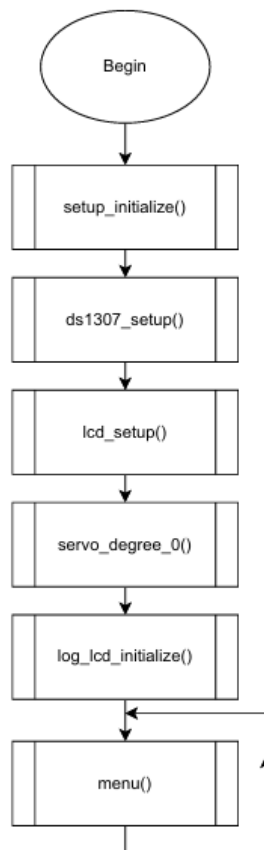 Begin
setup_initialize()
ds1307_setup()
lcd_setup()
servo_degree_0()
log_lcd_initialize()
menu()